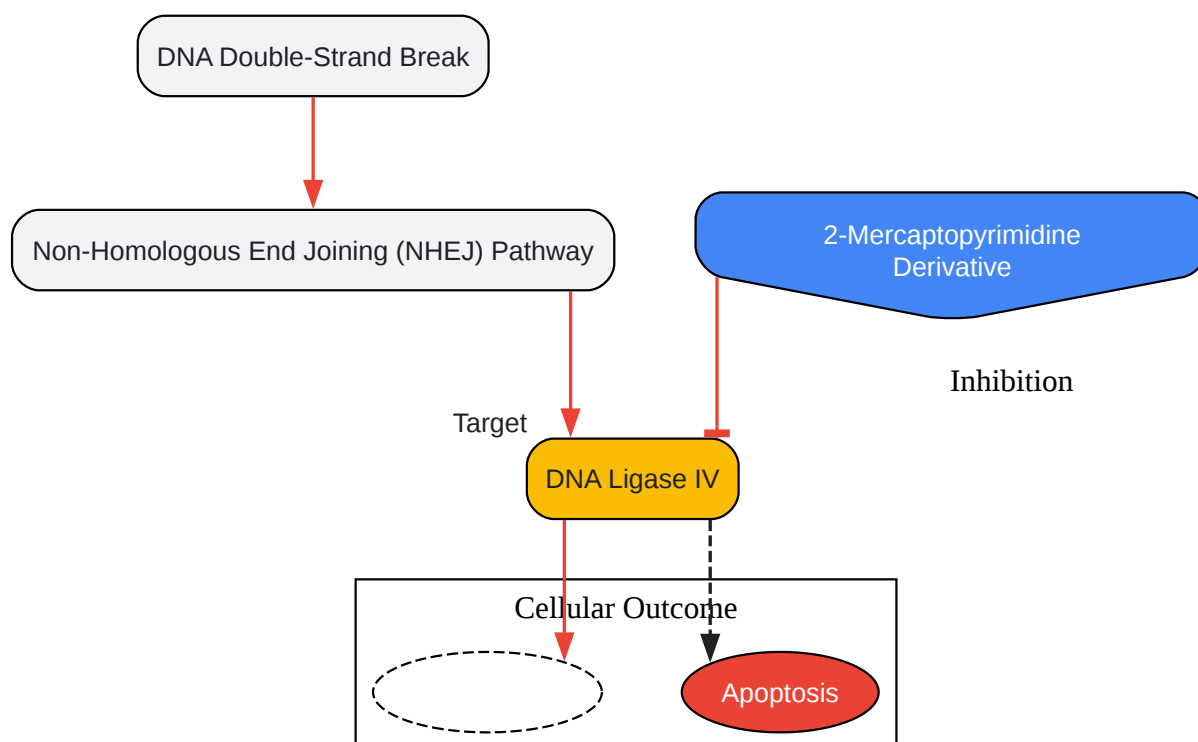 DNA Double-Strand Break
Non-Homologous End Joining (NHEJ) Pathway
2-Mercaptopyrimidine
Derivative
Inhibition
Target
DNA Ligase IV
Cellular Outcome
Apoptosis